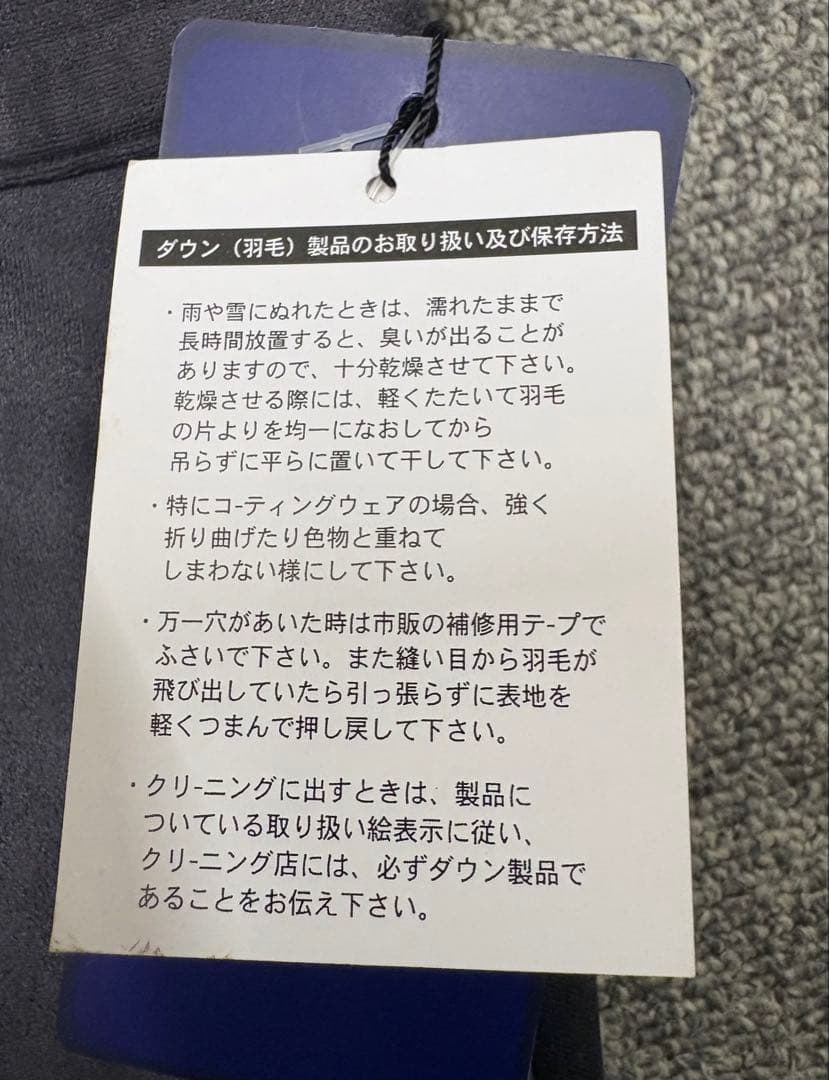 ダウン（羽毛）製品のお取り扱い及び保存方法
・雨や雪にぬれたときは、濡れたままで
長時間放置すると、臭いが出ることが
ありますので、十分乾燥させて下さい。
乾燥させる際には、軽くたたいて羽毛
の片よりを均一になおしてから
吊らずに平らに置いて干して下さい。
・特にコ-ティングウェアの場合、強く
折り曲げたり色物と重ねて
しまわない様にして下さい。
・万一穴があいた時は市販の補修用テ-プで
ふさいで下さい。また縫い目から羽毛が
飛び出していたら引っ張らずに表地を
軽くつまんで押し戻して下さい。
・クリ-ニングに出すときは、製品に
ついている取り扱い絵表示に従い、
クリ-ニング店には、必ずダウン製品で
あることをお伝え下さい。